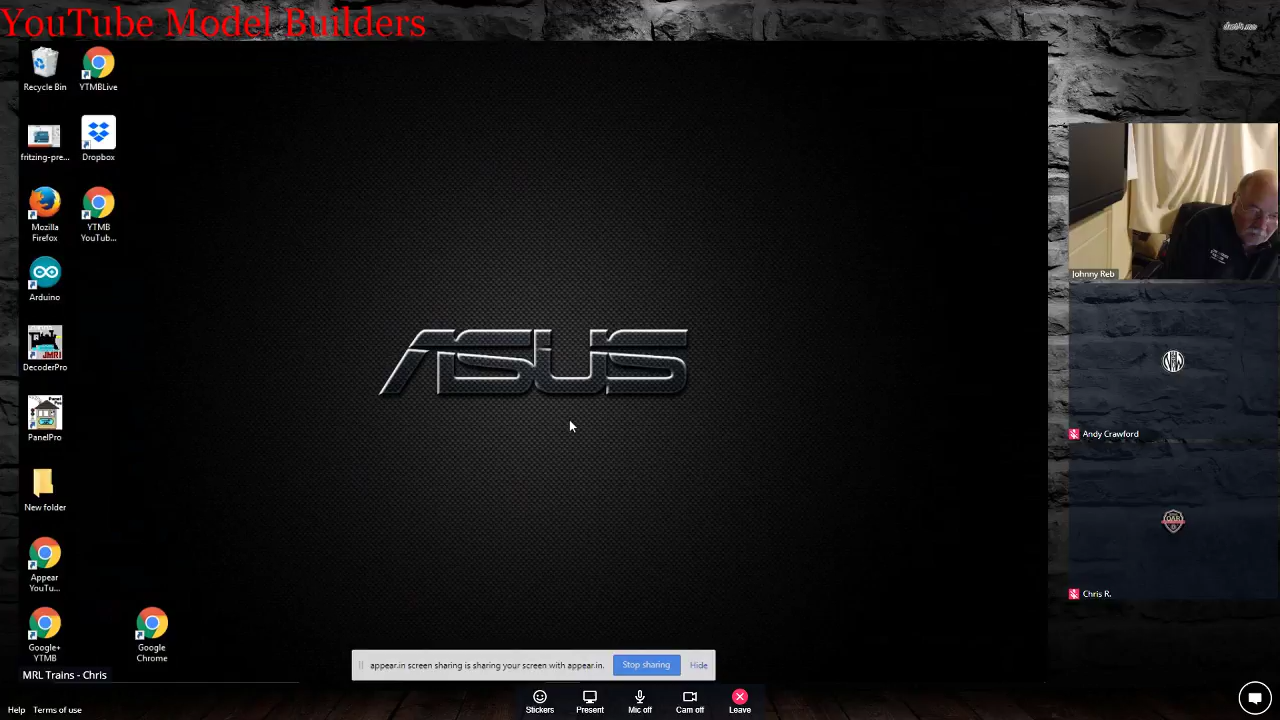 YouTube Model Builders
Recycle Bin
YTMBLive
fritzing-pre...
Dropbox
Mozilla
Firefox
YTMB
YouTub...
Arduino
JMRI
DecoderPro
PanelPro
New folder
Appear
YouTu...
Google+
YTMB
Google
Chrome
ASUS
MRL Trains - Chris
appear.in screen sharing is sharing your screen with appear.in.
Stop sharing
Hide
Johnny Reb
Andy Crawford
Chris R.
Stickers
Present
Mic off
Cam off
Leave
Help
Terms of use